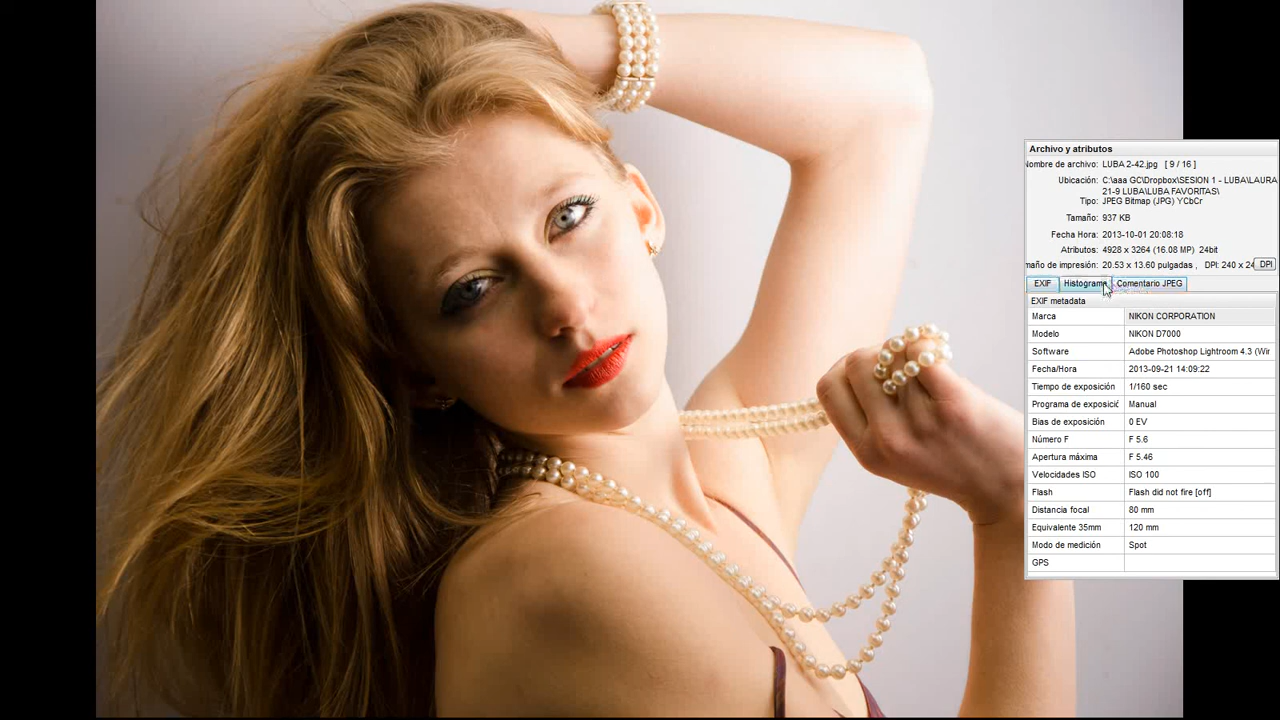 Archivo y atributos
Nombre de archivo: LUBA 2-42.jpg [ 9 / 16 ]
Ubicación: C:\aaa GC\Dropbox\SESION 1 - LUBA\LAURA
21-9 LUBA\LUBA FAVORITAS\
Tipo: JPEG Bitmap (JPG) YCbCr
Tamaño: 937 KB
Fecha Hora: 2013-10-01 20:08:18
Atributos: 4928 x 3264 (16.08 MP) 24bit
maño de impresión: 20.53 x 13.60 pulgadas , DPI: 240 x 24 DPI
EXIF Histograma Comentario JPEG
EXIF metadata
Marca NIKON CORPORATION
Modelo NIKON D7000
Software Adobe Photoshop Lightroom 4.3 (Wir
Fecha/Hora 2013-09-21 14:09:22
Tiempo de exposición 1/160 sec
Programa de exposició Manual
Bias de exposición 0 EV
Número F F 5.6
Apertura máxima F 5.46
Velocidades ISO ISO 100
Flash Flash did not fire [off]
Distancia focal 80 mm
Equivalente 35mm 120 mm
Modo de medición Spot
GPS